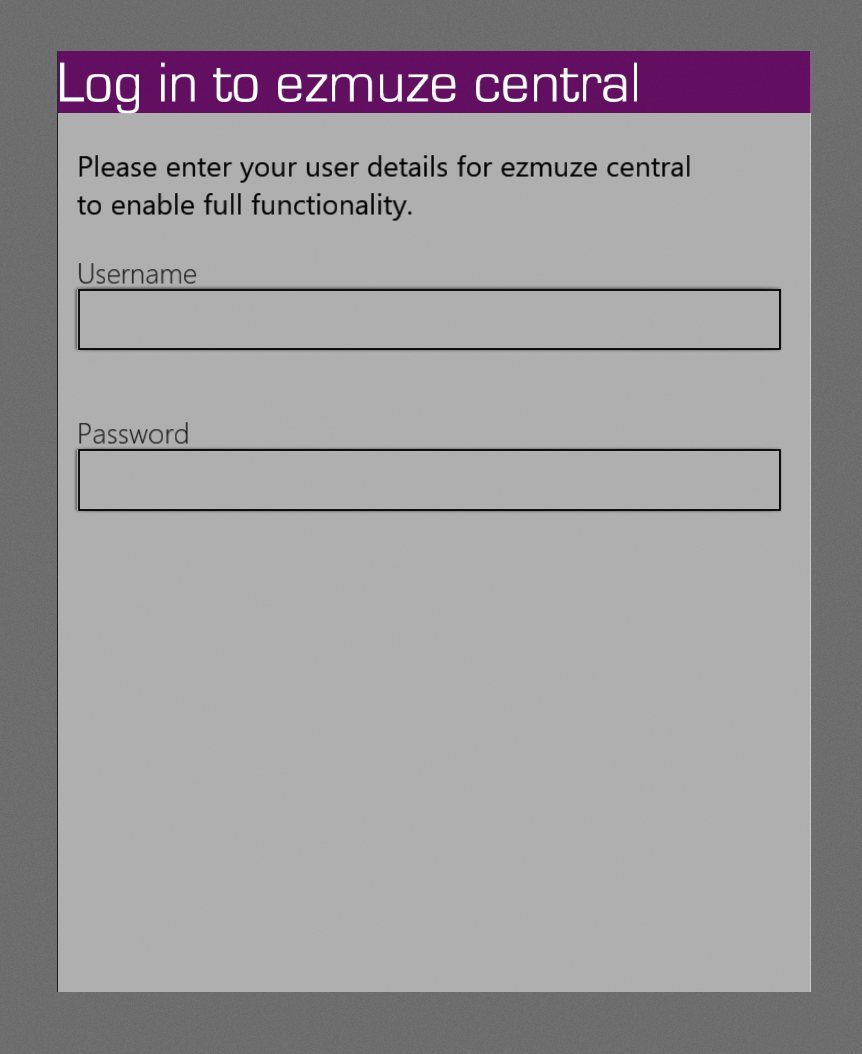 Log in to ezmuze central
Please enter your user details for ezmuze central
to enable full functionality.
Username
Password